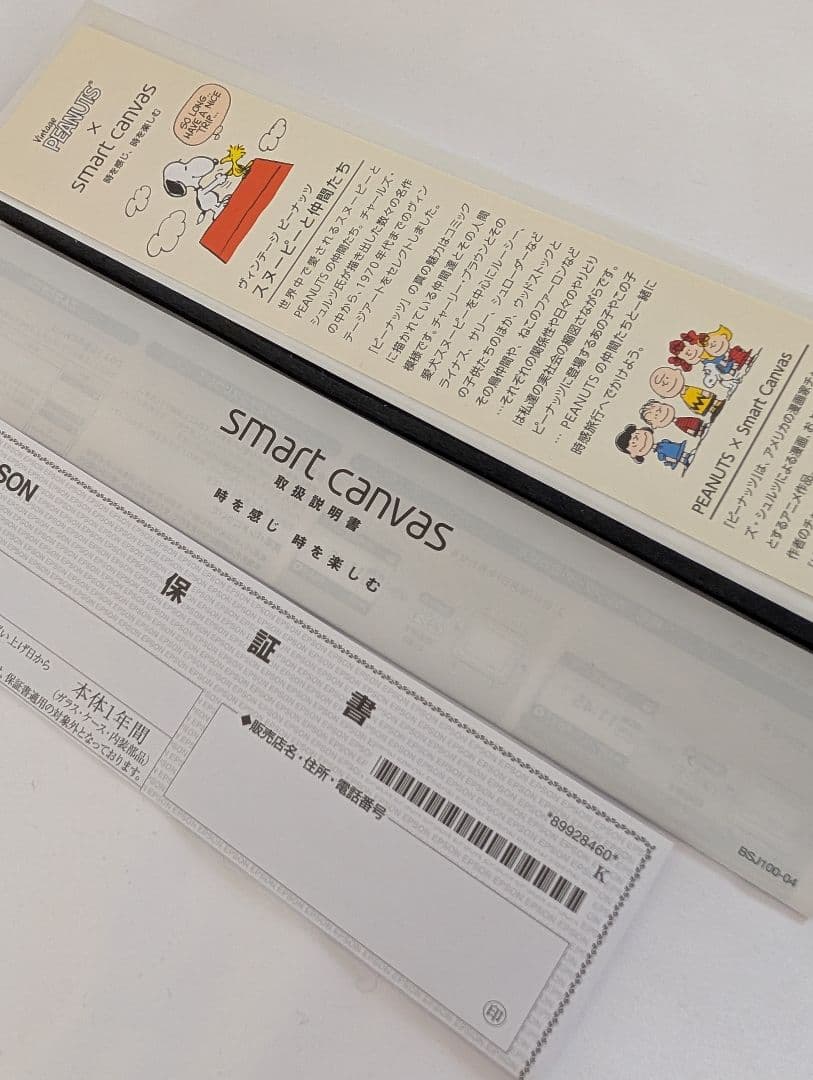 Vintage
PEANUTS
×
smart canvas
時を感じ、時を楽しむ
SO LONG...
HAVE A NICE
TRIP...
ヴィンテージ ピーナッツ
スヌーピーと仲間たち
世界中で愛されるスヌーピーと
PEANUTSの仲間たち。チャールズ・
シュルツ氏が描き出した数々の名作
の中から、1970年代までのヴィン
テージアートをセレクトしました。
「ピーナッツ」の真の魅力はコミック
に描かれている仲間達とその人間
模様です。チャーリー・ブラウンとその
愛犬スヌーピーを中心にルーシー、
ライナス、サリー、シュローダーなど
の子供たちのほか、ウッドストックと
その鳥仲間や、ねこのファーロンなど
…それぞれの関係性や日々のやりとり
は私達の実社会の縮図さながらです。
ピーナッツに登場するあの子やこの子
… PEANUTSの仲間たちと一緒に
時感旅行へでかけよう。
PEANUTS × Smart Canvas
「ピーナッツ」は、アメリカの漫画家チ
ズ・シュルツによる漫画、お
とするアニメ作品。
作者のチ
smart canvas
取扱説明書
時を感じ 時を楽しむ
BSJ100-04
SON
保証書
い上げ日から
本体1年間
(ガラス・ケース・内装部品)
保証書適用の対象外となっております。
◆販売店名・住所・電話番号
*89928460*
K
印